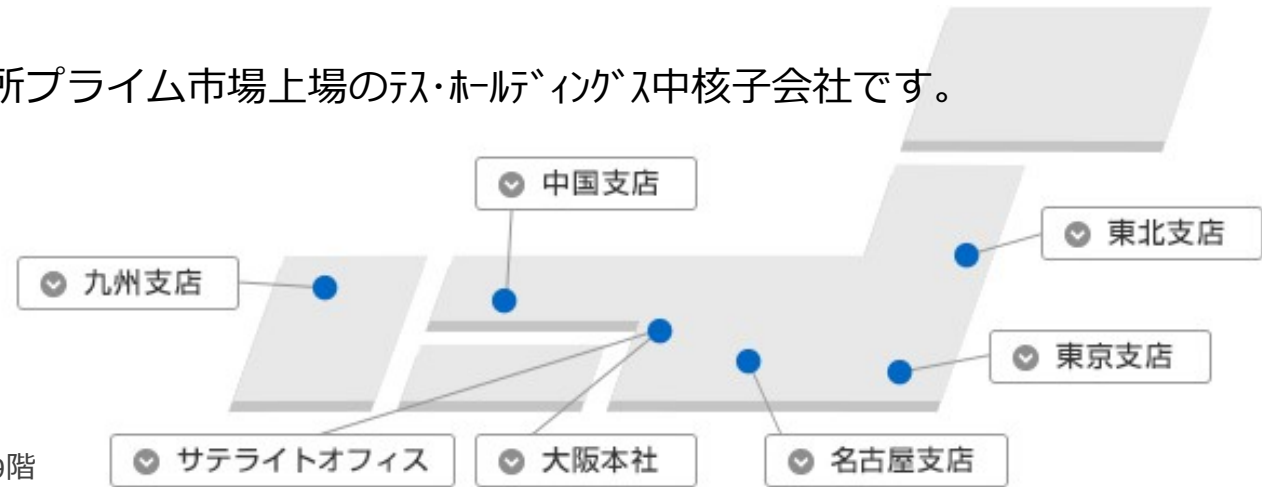 所プライム市場上場のﾃｽ･ﾎｰﾙﾃﾞｨﾝｸﾞｽ中核子会社です。
中国支店
東北支店
九州支店
東京支店
サテライトオフィス
大阪本社
名古屋支店
9階